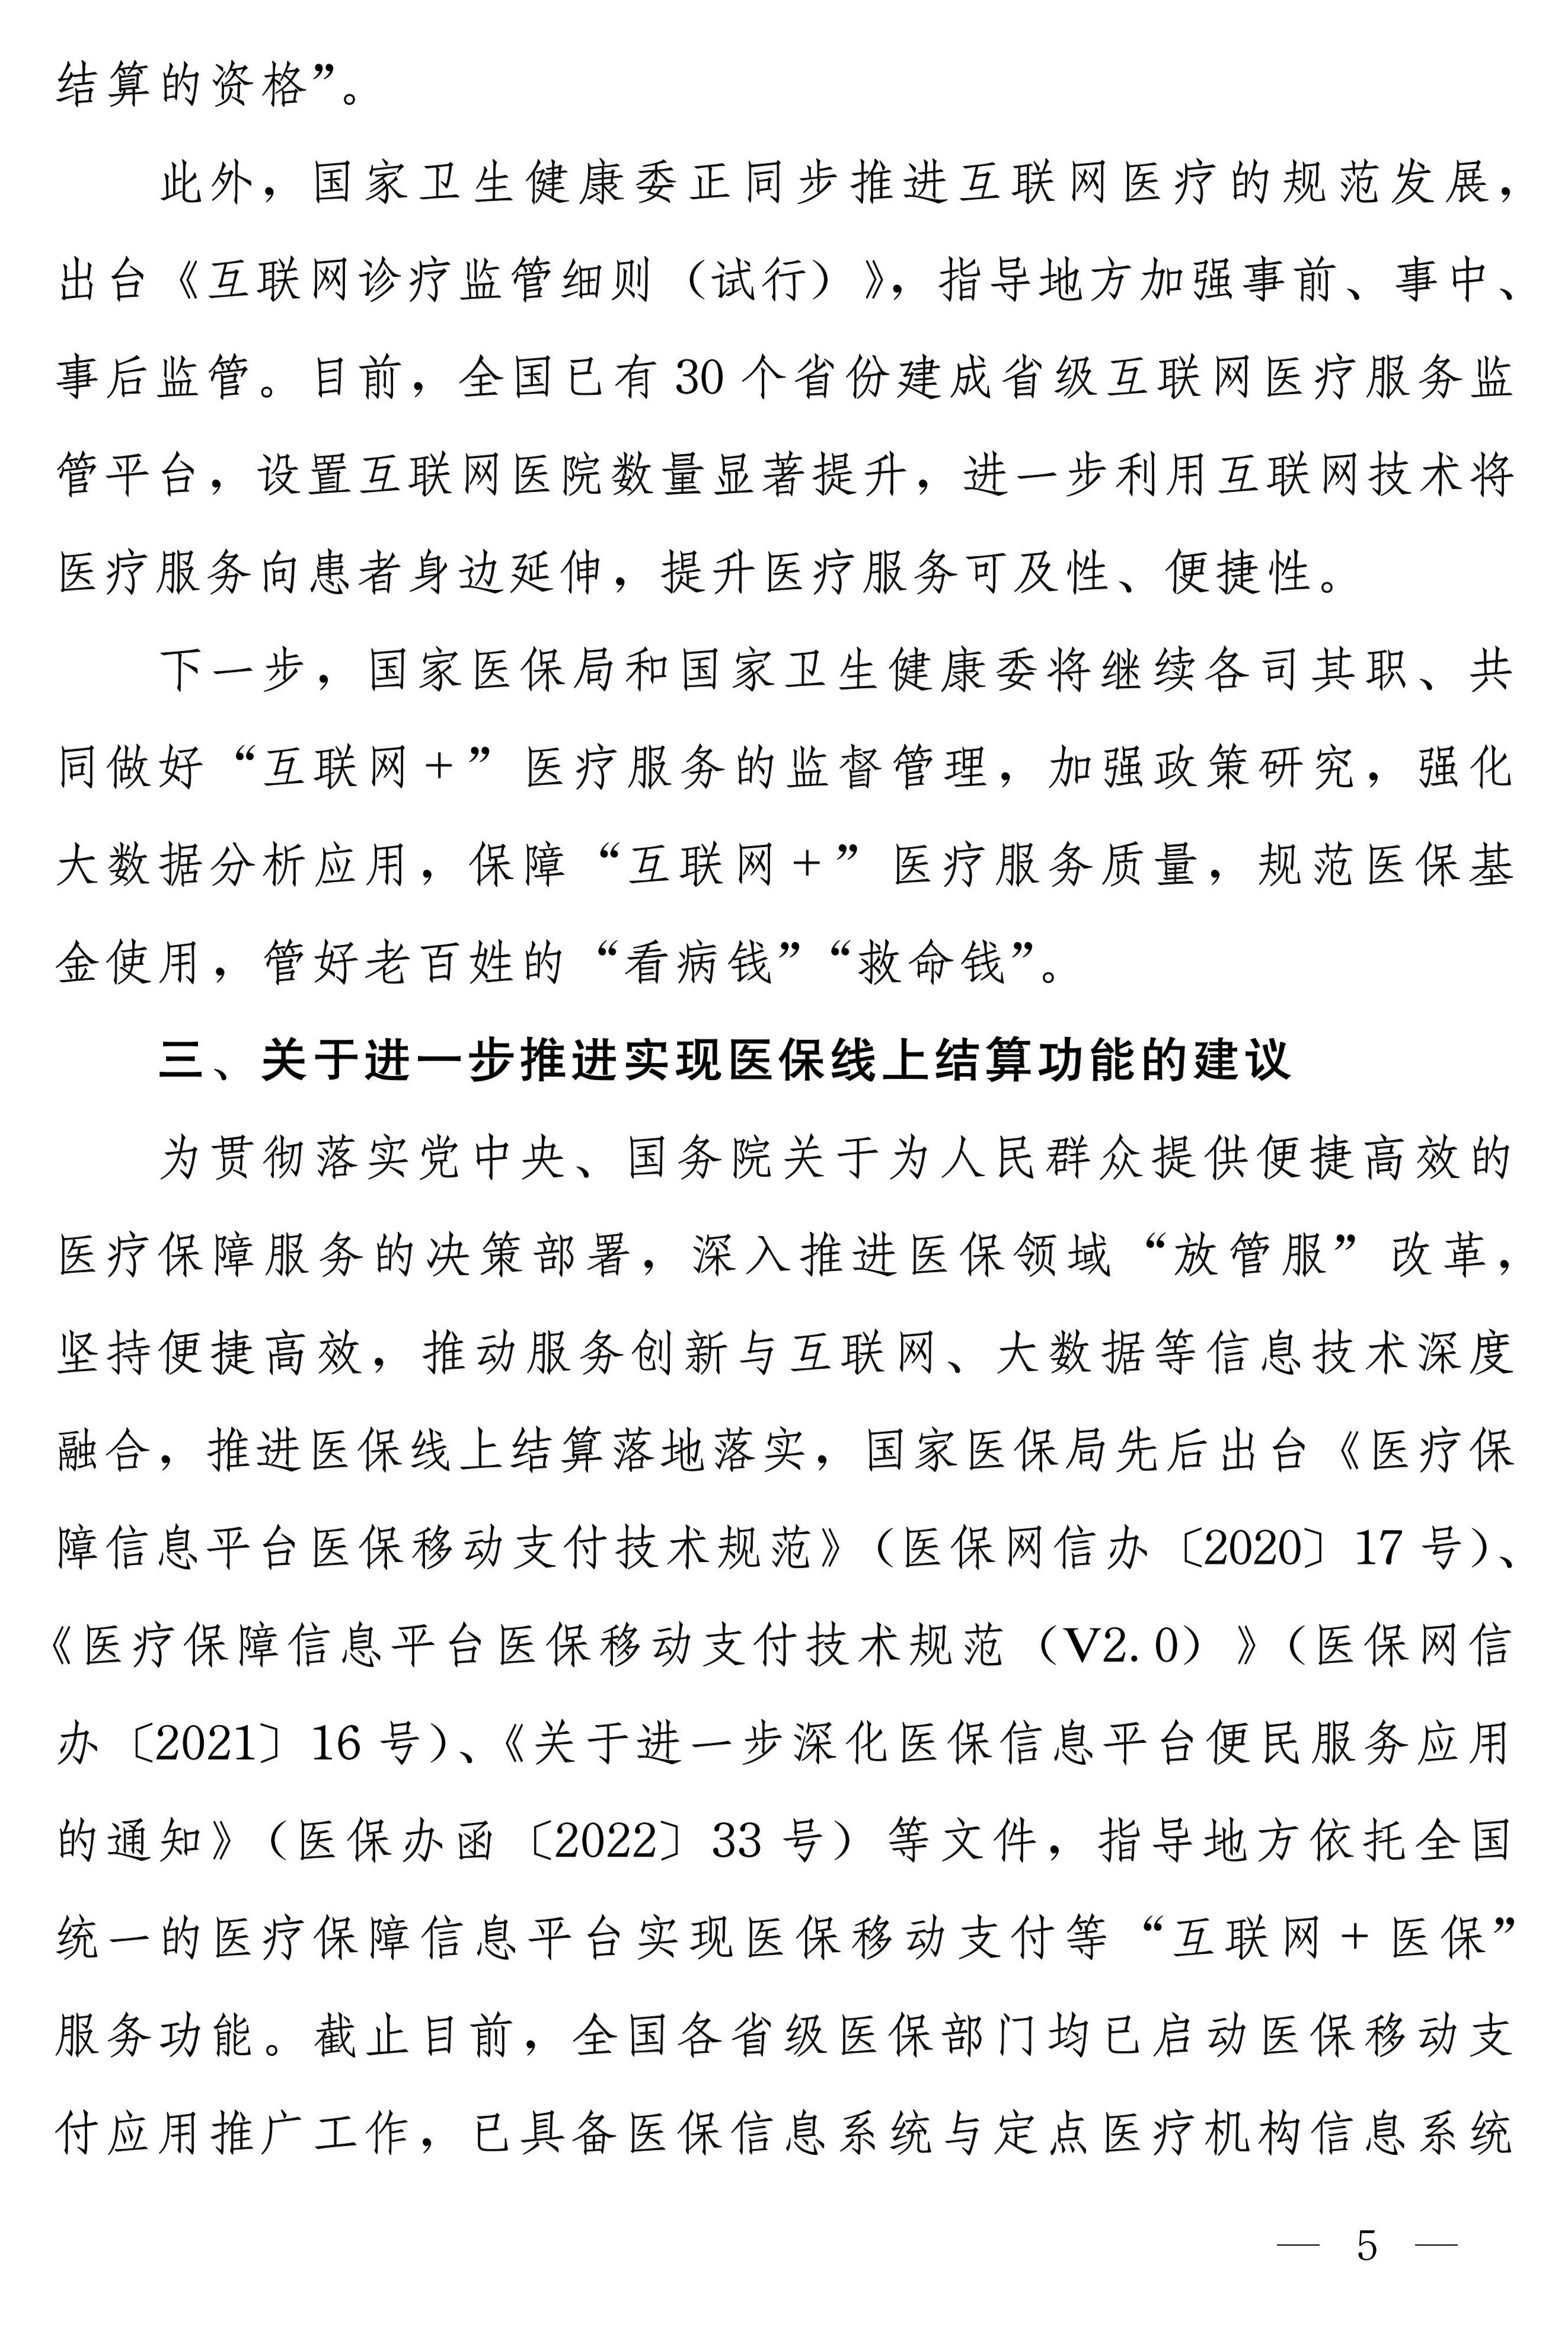 结算的资格”。
此外，国家卫生健康委正同步推进互联网医疗的规范发展，
出台《互联网诊疗监管细则（试行）》，指导地方加强事前、事中、
事后监管。目前，全国已有 30 个省份建成省级互联网医疗服务监
管平台，设置互联网医院数量显著提升，进一步利用互联网技术将
医疗服务向患者身边延伸，提升医疗服务可及性、便捷性。
下一步，国家医保局和国家卫生健康委将继续各司其职、共
同做好“互联网＋”医疗服务的监督管理，加强政策研究，强化
大数据分析应用，保障“互联网＋”医疗服务质量，规范医保基
金使用，管好老百姓的“看病钱”“救命钱”。
三、关于进一步推进实现医保线上结算功能的建议
为贯彻落实党中央、国务院关于为人民群众提供便捷高效的
医疗保障服务的决策部署，深入推进医保领域“放管服”改革，
坚持便捷高效，推动服务创新与互联网、大数据等信息技术深度
融合，推进医保线上结算落地落实，国家医保局先后出台《医疗保
障信息平台医保移动支付技术规范》（医保网信办〔2020〕17 号）、
《医疗保障信息平台医保移动支付技术规范（V2.0）》（医保网信
办〔2021〕16 号）、《关于进一步深化医保信息平台便民服务应用
的通知》（医保办函〔2022〕33 号）等文件，指导地方依托全国
统一的医疗保障信息平台实现医保移动支付等“互联网＋医保”
服务功能。截止目前，全国各省级医保部门均已启动医保移动支
付应用推广工作，已具备医保信息系统与定点医疗机构信息系统
— 5 —